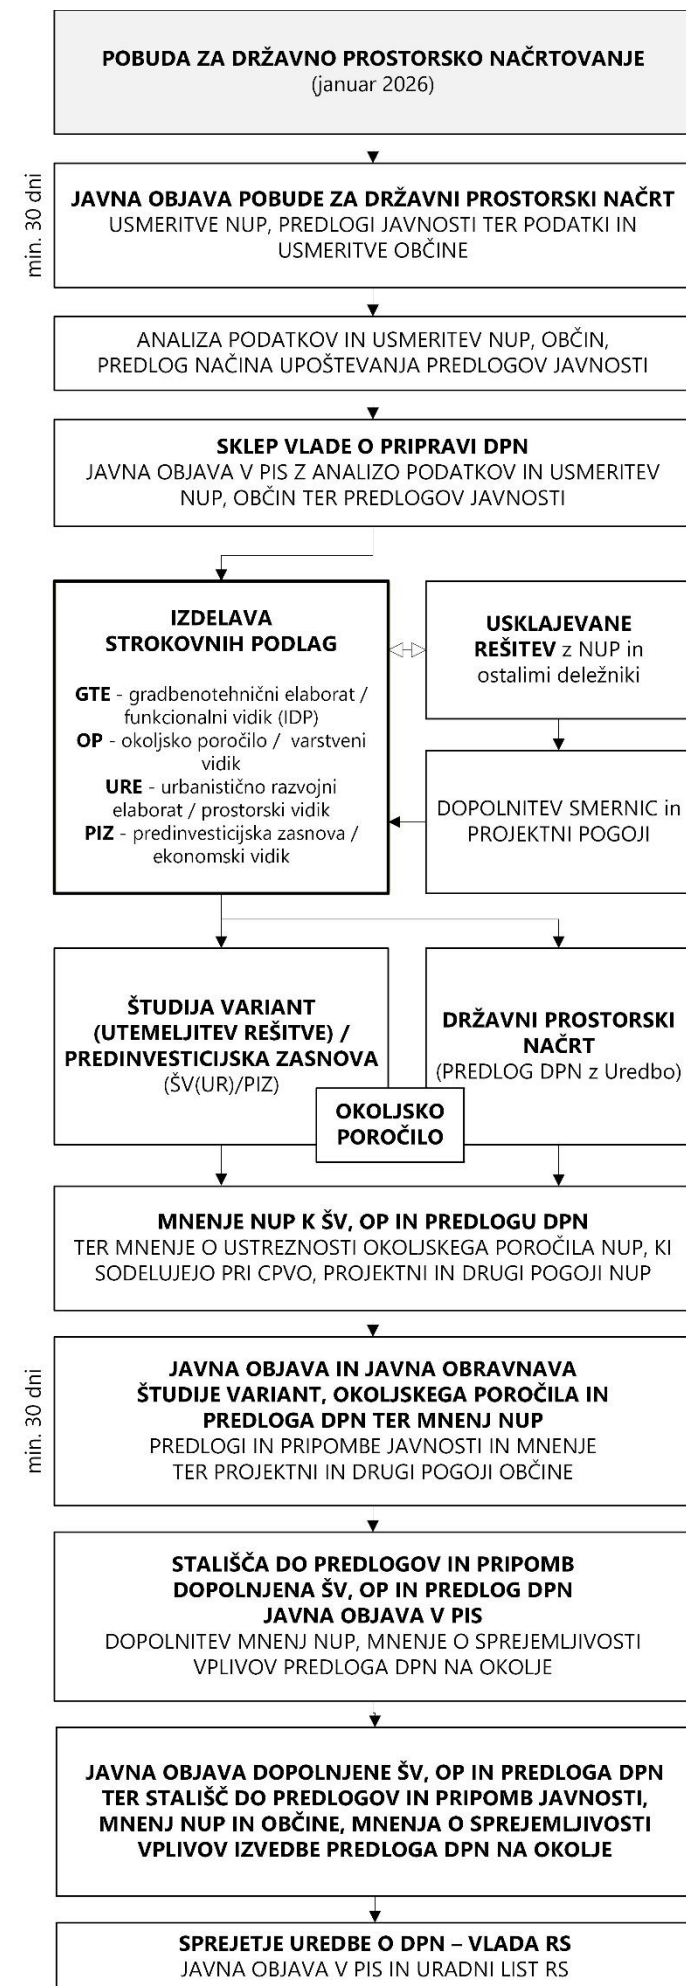 POBUDA ZA DRŽAVNO PROSTORSKO NAČRTOVANJE
(januar 2026)
min. 30 dni
JAVNA OBJAVA POBUDE ZA DRŽAVNI PROSTORSKI NAČRT
USMERITVE NUP, PREDLOGI JAVNOSTI TER PODATKI IN
USMERITVE OBČINE
ANALIZA PODATKOV IN USMERITEV NUP, OBČIN,
PREDLOG NAČINA UPOŠTEVANJA PREDLOGOV JAVNOSTI
SKLEP VLADE O PRIPRAVI DPN
JAVNA OBJAVA V PIS Z ANALIZO PODATKOV IN USMERITEV
NUP, OBČIN TER PREDLOGOV JAVNOSTI
IZDELAVA
STROKOVNIH PODLAG
GTE - gradbenotehnični elaborat /
funkcionalni vidik (IDP)
OP - okoljsko poročilo / varstveni
vidik
URE - urbanistično razvojni
elaborat / prostorski vidik
PIZ - predinvesticijska zasnova /
ekonomski vidik
USKLAJEVANE
REŠITEV z NUP in
ostalimi deležniki
DOPOLNITEV SMERNIC in
PROJEKTNI POGOJI
ŠTUDIJA VARIANT
(UTEMELJITEV REŠITVE) /
PREDINVESTICIJSKA ZASNOVA
(ŠV(UR)/PIZ)
DRŽAVNI PROSTORSKI
NAČRT
(PREDLOG DPN z Uredbo)
OKOLJSKO
POROČILO
MNENJE NUP K ŠV, OP IN PREDLOGU DPN
TER MNENJE O USTREZNOSTI OKOLJSKEGA POROČILA NUP, KI
SODELUJEJO PRI CPVO, PROJEKTNI IN DRUGI POGOJI NUP
min. 30 dni
JAVNA OBJAVA IN JAVNA OBRAVNAVA
ŠTUDIJE VARIANT, OKOLJSKEGA POROČILA IN
PREDLOGA DPN TER MNENJ NUP
PREDLOGI IN PRIPOMBE JAVNOSTI IN MNENJE
TER PROJEKTNI IN DRUGI POGOJI OBČINE
STALIŠČA DO PREDLOGOV IN PRIPOMB
DOPOLNJENA ŠV, OP IN PREDLOG DPN
JAVNA OBJAVA V PIS
DOPOLNITEV MNENJ NUP, MNENJE O SPREJEMLJIVOSTI
VPLIVOV PREDLOGA DPN NA OKOLJE
JAVNA OBJAVA DOPOLNJENE ŠV, OP IN PREDLOGA DPN
TER STALIŠČ DO PREDLOGOV IN PRIPOMB JAVNOSTI,
MNENJ NUP IN OBČINE, MNENJA O SPREJEMLJIVOSTI
VPLIVOV IZVEDBE PREDLOGA DPN NA OKOLJE
SPREJETJE UREDBE O DPN – VLADA RS
JAVNA OBJAVA V PIS IN URADNI LIST RS